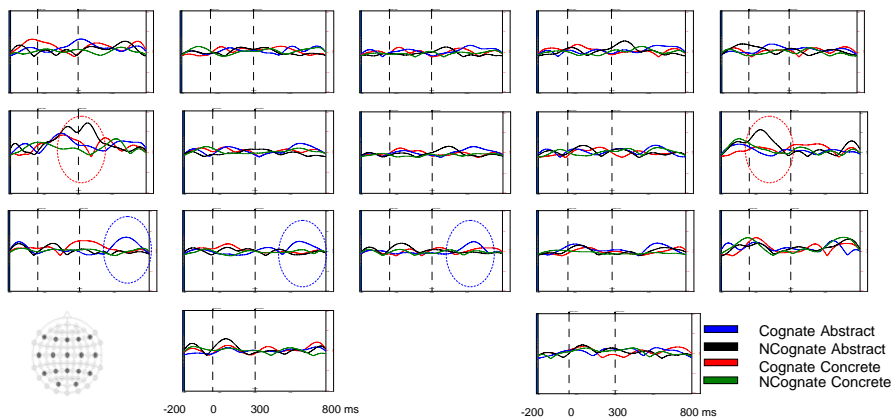 Cognate Abstract
NCognate Abstract
Cognate Concrete
NCognate Concrete
-200 0 300 800 ms
-200 0 300 800 ms